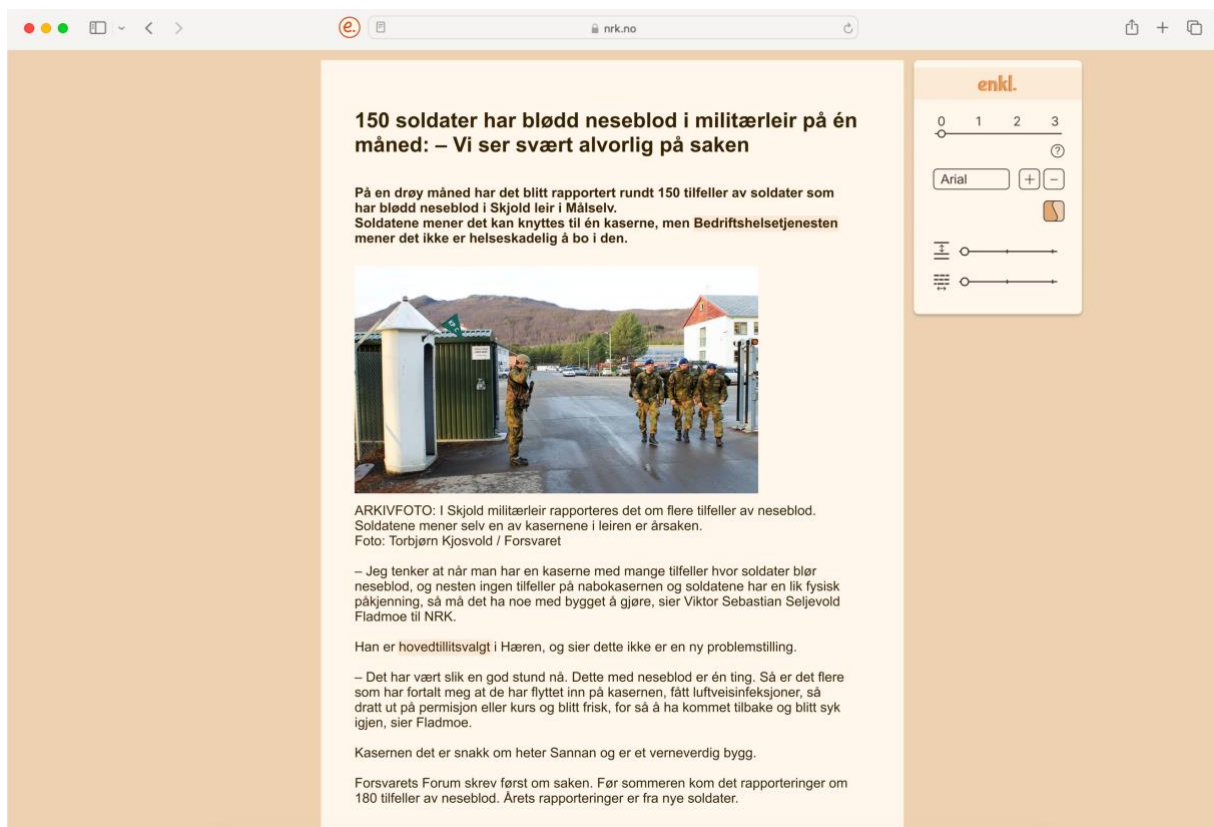 e.
nrk.no
enkl.
0 1 2 3
?
Arial + −
150 soldater har blødd neseblod i militærleir på én
måned: – Vi ser svært alvorlig på saken
På en drøy måned har det blitt rapportert rundt 150 tilfeller av soldater som
har blødd neseblod i Skjold leir i Målselv.
Soldatene mener det kan knyttes til én kaserne, men Bedriftshelsetjenesten
mener det ikke er helseskadelig å bo i den.
ARKIVFOTO: I Skjold militærleir rapporteres det om flere tilfeller av neseblod.
Soldatene mener selv en av kasernene i leiren er årsaken.
Foto: Torbjørn Kjosvold / Forsvaret
– Jeg tenker at når man har en kaserne med mange tilfeller hvor soldater blør
neseblod, og nesten ingen tilfeller på nabokasernen og soldatene har en lik fysisk
påkjenning, så må det ha noe med bygget å gjøre, sier Viktor Sebastian Seljevold
Fladmoe til NRK.
Han er hovedtillitsvalgt i Hæren, og sier dette ikke er en ny problemstilling.
– Det har vært slik en god stund nå. Dette med neseblod er én ting. Så er det flere
som har fortalt meg at de har flyttet inn på kasernen, fått luftveisinfeksjoner, så
dratt ut på permisjon eller kurs og blitt frisk, for så å ha kommet tilbake og blitt syk
igjen, sier Fladmoe.
Kasernen det er snakk om heter Sannan og er et verneverdig bygg.
Forsvarets Forum skrev først om saken. Før sommeren kom det rapporteringer om
180 tilfeller av neseblod. Årets rapporteringer er fra nye soldater.